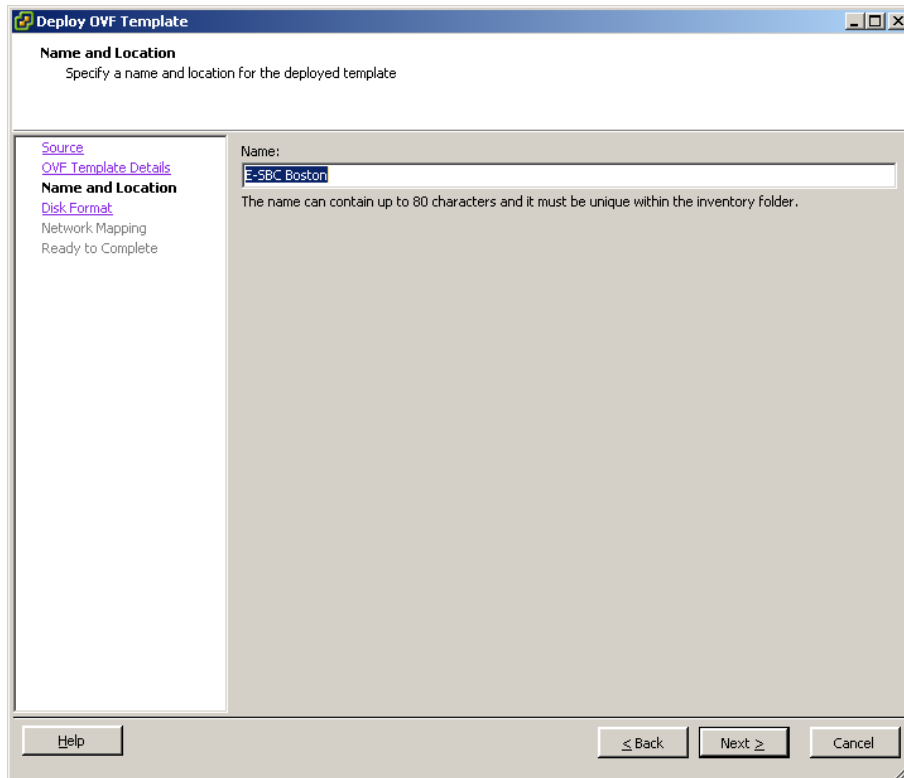 Deploy OVF Template
Name and Location
Specify a name and location for the deployed template
Source
OVF Template Details
Name and Location
Disk Format
Network Mapping
Ready to Complete
Name:
E-SBC Boston
The name can contain up to 80 characters and it must be unique within the inventory folder.
Help
< Back
Next >
Cancel